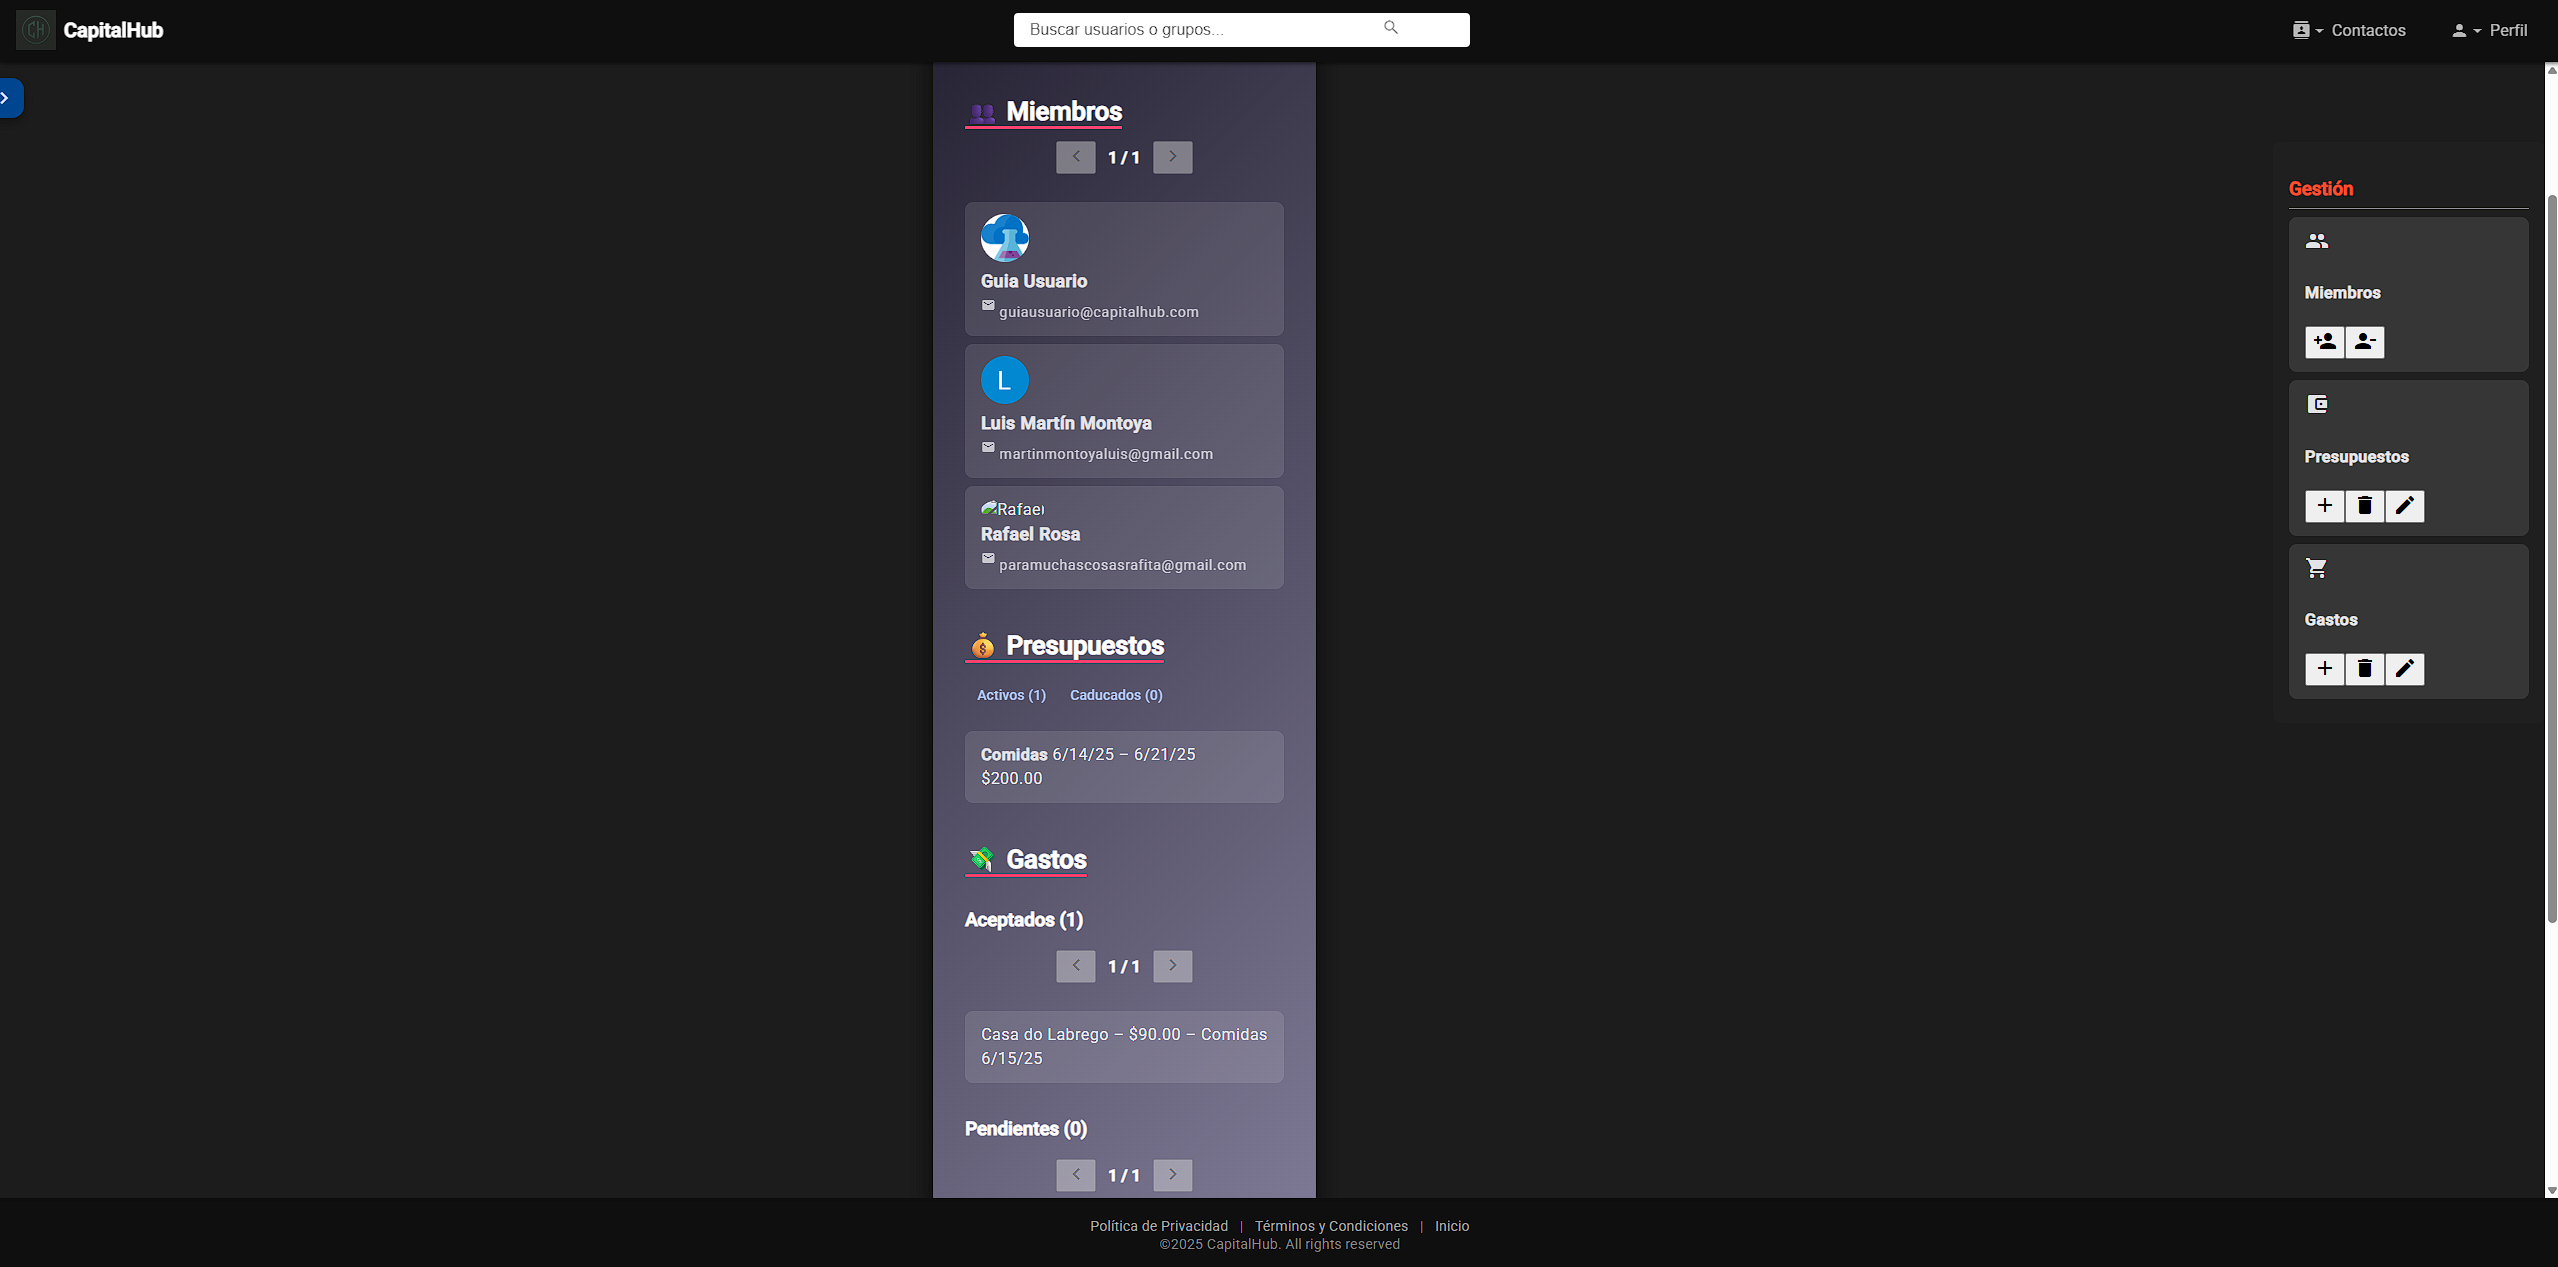 CapitalHub
Buscar usuarios o grupos...
Contactos
Perfil
Miembros
1 / 1
Guia Usuario
guiausuario@capitalhub.com
L
Luis Martín Montoya
martinmontoyaluis@gmail.com
Rafael
Rafael Rosa
paramuchascosasrafita@gmail.com
Presupuestos
Activos (1) Caducados (0)
Comidas 6/14/25 – 6/21/25
$200.00
Gastos
Aceptados (1)
1 / 1
Casa do Labrego – $90.00 – Comidas
6/15/25
Pendientes (0)
1 / 1
Gestión
Miembros
Presupuestos
Gastos
Política de Privacidad | Términos y Condiciones | Inicio
©2025 CapitalHub. All rights reserved